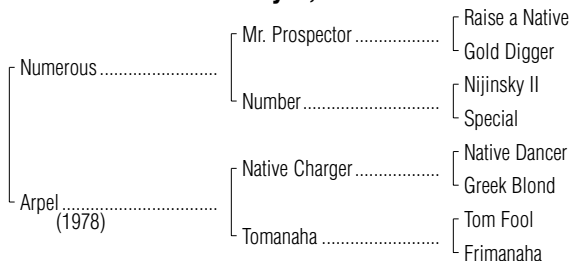 Raise a Native
Mr. Prospector ....................
Gold Digger
Numerous ............................
Nijinsky II
Number ................................
Special
Native Dancer
Native Charger ....................
Greek Blond
Arpel .....................................
(1978)
Tom Fool
Tomanaha ............................
Frimanaha